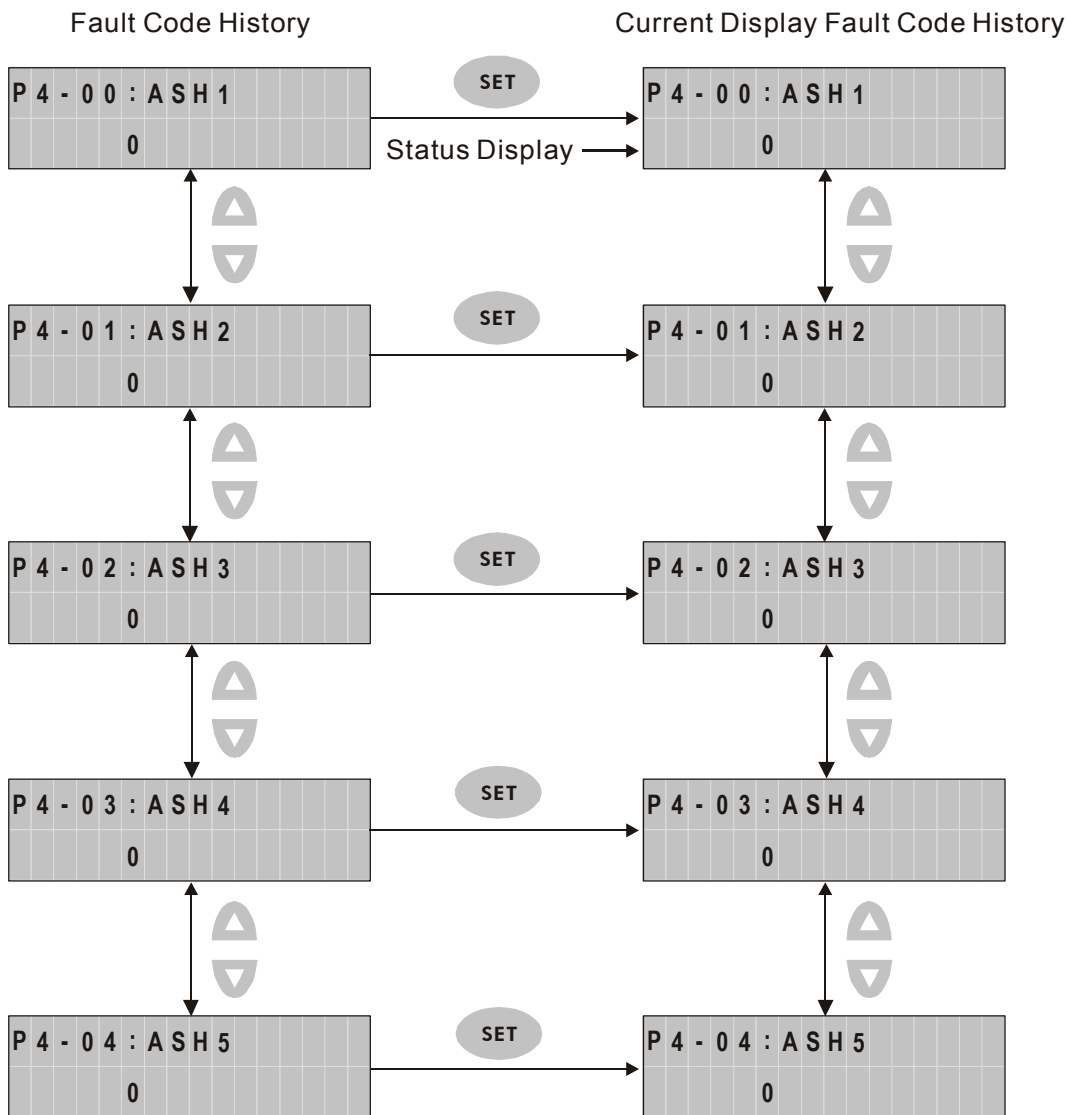 Fault Code History
Current Display Fault Code History
P4-00:ASH1
0
SET
Status Display
P4-00:ASH1
0
P4-01:ASH2
0
SET
P4-01:ASH2
0
P4-02:ASH3
0
SET
P4-02:ASH3
0
P4-03:ASH4
0
SET
P4-03:ASH4
0
P4-04:ASH5
0
SET
P4-04:ASH5
0